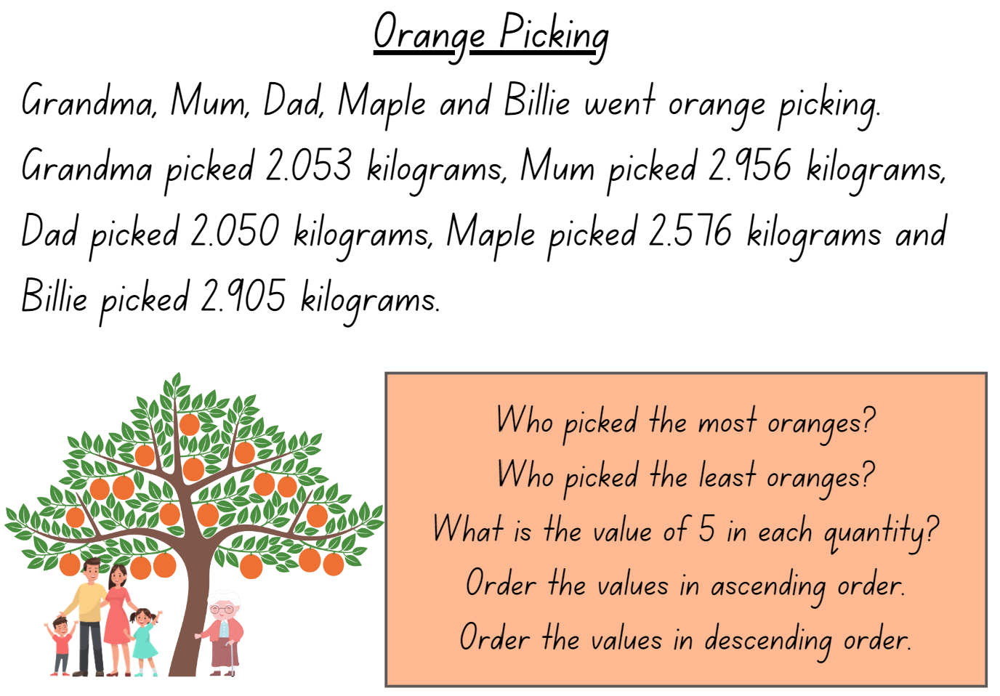 Orange Picking
Grandma, Mum, Dad, Maple and Billie went orange picking.
Grandma picked 2.053 kilograms, Mum picked 2.956 kilograms,
Dad picked 2.050 kilograms, Maple picked 2.576 kilograms and
Billie picked 2.905 kilograms.
Who picked the most oranges?
Who picked the least oranges?
What is the value of 5 in each quantity?
Order the values in ascending order.
Order the values in descending order.